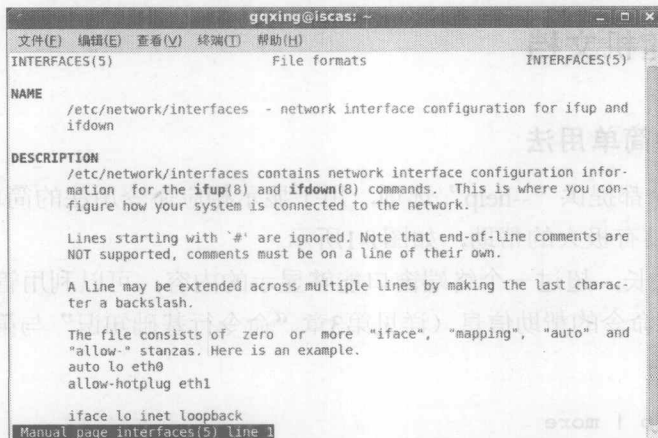 gqxing@iscas: ~
文件(F) 编辑(E) 查看(V) 终端(T) 帮助(H)
INTERFACES(5) File formats INTERFACES(5)
NAME
/etc/network/interfaces - network interface configuration for ifup and
ifdown
DESCRIPTION
/etc/network/interfaces contains network interface configuration infor-
mation for the ifup(8) and ifdown(8) commands. This is where you con-
figure how your system is connected to the network.
Lines starting with `#' are ignored. Note that end-of-line comments are
NOT supported, comments must be on a line of their own.
A line may be extended across multiple lines by making the last charac-
ter a backslash.
The file consists of zero or more "iface", "mapping", "auto" and
"allow-" stanzas. Here is an example.
auto lo eth0
allow-hotplug eth1
iface lo inet loopback
Manual page interfaces(5) line 1